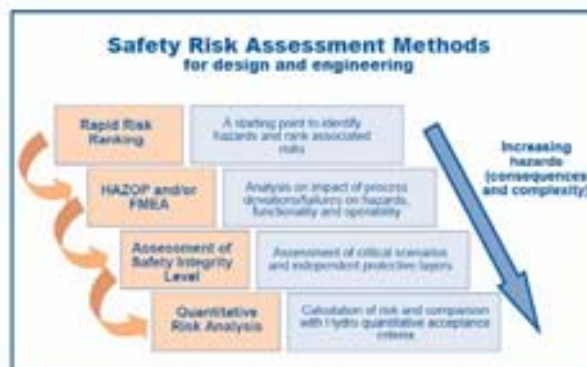 Safety Risk Assessment Methods
for design and engineering
Rapid Risk
Ranking
A starting point to identify
hazards and rank associated
risks
HAZOP and/or
FMEA
Analysis on impact of process
deviations/failures on hazards,
functionality and operability
Assessment of
Safety Integrity
Level
Assessment of critical scenarios
and independent protective layers
Quantitative
Risk Analysis
Calculation of risk and comparison
with Hydro quantitative acceptance
criteria
Increasing
hazards
(consequences
and complexity)